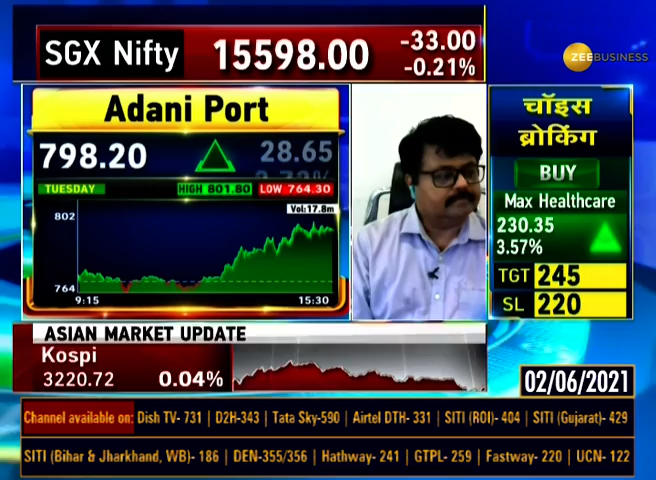 SGX Nifty 15598.00 -33.00
-0.21%
ZEE BUSINESS
Adani Port
798.20 28.65
TUESDAY HIGH 801.80 LOW 764.30
Vol:17.8m
802
764
9:15 15:30
चॉइस
ब्रोकिंग
BUY
Max Healthcare
230.35
3.57%
TGT 245
SL 220
ASIAN MARKET UPDATE
Kospi
3220.72 0.04%
02/06/2021
Channel available on: Dish TV- 731 | D2H-343 | Tata Sky-590 | Airtel DTH- 331 | SITI (ROI)- 404 | SITI (Gujarat)- 429
SITI (Bihar & Jharkhand, WB)- 186 | DEN-355/356 | Hathway- 241 | GTPL- 259 | Fastway- 220 | UCN- 122